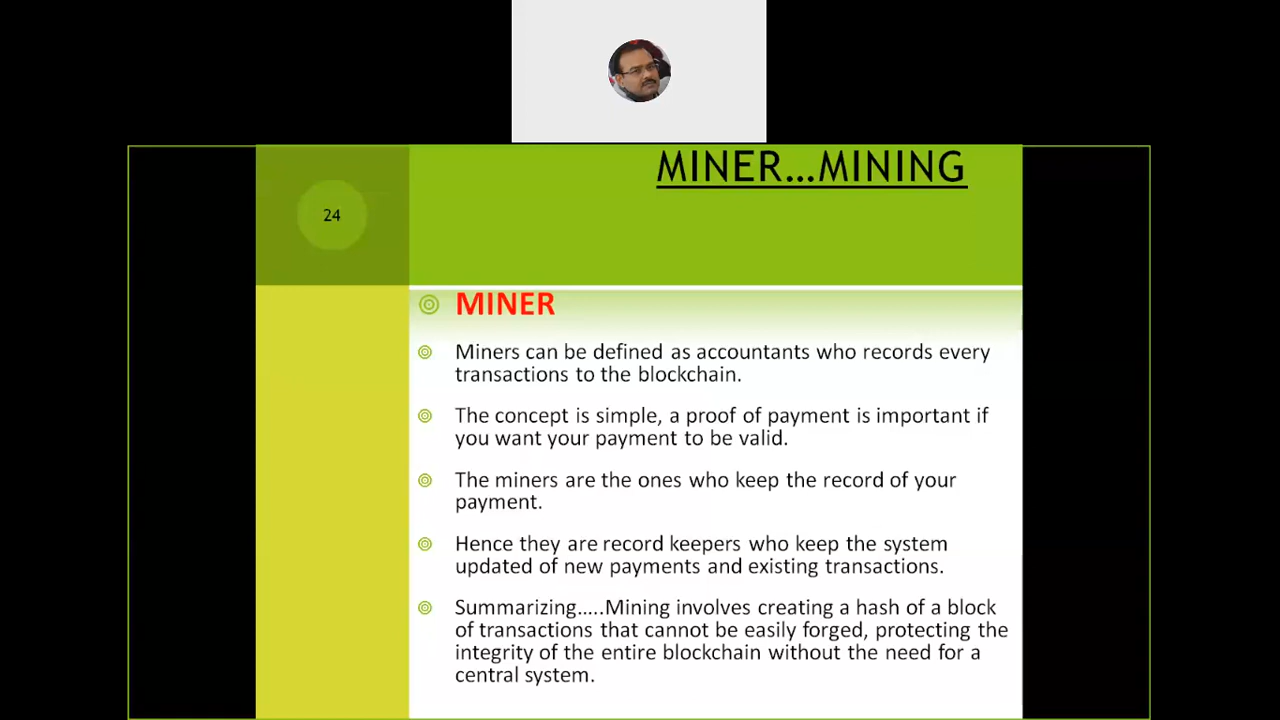 MINER...MINING
24
MINER
Miners can be defined as accountants who records every
transactions to the blockchain.
The concept is simple, a proof of payment is important if
you want your payment to be valid.
The miners are the ones who keep the record of your
payment.
Hence they are record keepers who keep the system
updated of new payments and existing transactions.
Summarizing.....Mining involves creating a hash of a block
of transactions that cannot be easily forged, protecting the
integrity of the entire blockchain without the need for a
central system.